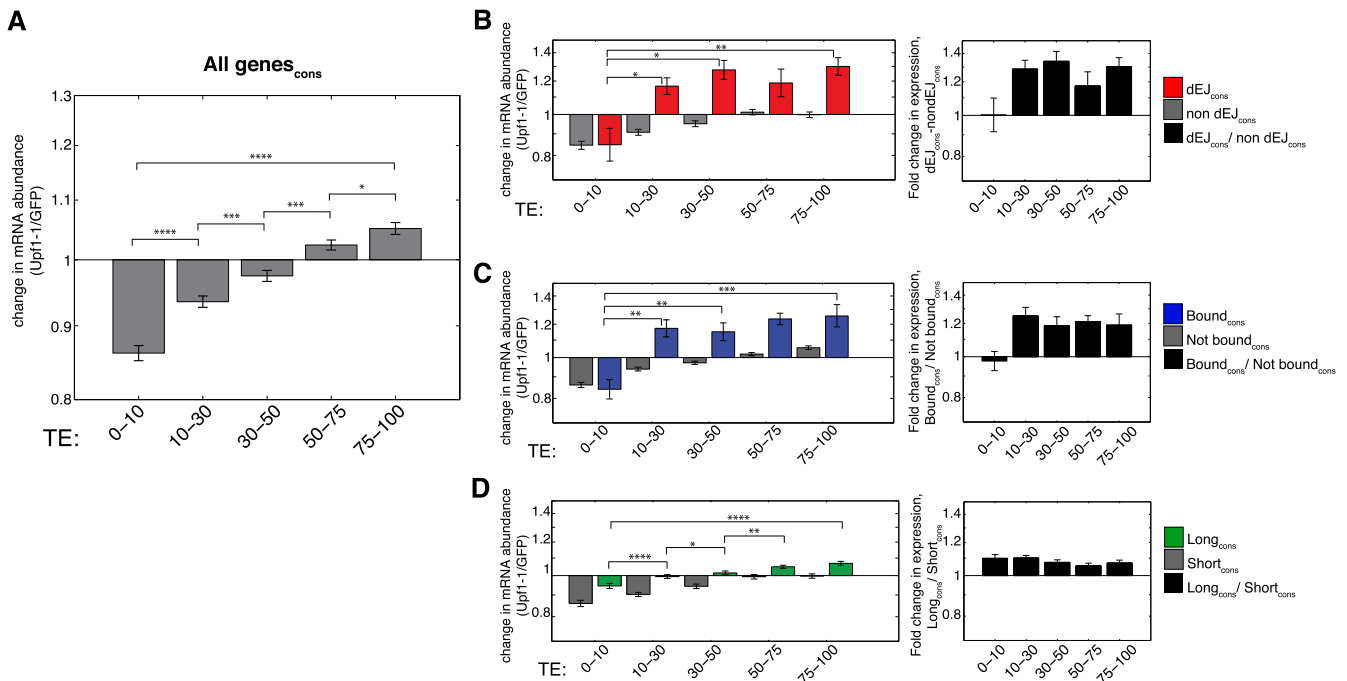 A
All genescons
change in mRNA abundance
(Upf1-1/GFP)
1.3
1.2
1.1
1
0.9
0.8
****
****
***
***
*
TE:
0–10
10–30
30–50
50–75
75–100
B
change in mRNA abundance
(Upf1-1/GFP)
1.4
1.2
1
0.8
**
*
*
TE:
0–10
10–30
30–50
50–75
75–100
Fold change in expression,
dEJcons-nondEJcons
1.4
1.2
1
0.8
0–10
10–30
30–50
50–75
75–100
dEJcons
non dEJcons
dEJcons/ non dEJcons
C
change in mRNA abundance
(Upf1-1/GFP)
1.4
1.2
1
0.8
***
**
**
TE:
0–10
10–30
30–50
50–75
75–100
Fold change in expression,
Boundcons/ Not boundcons
1.4
1.2
1
0.8
0–10
10–30
30–50
50–75
75–100
Boundcons
Not boundcons
Boundcons/ Not boundcons
D
change in mRNA abundance
(Upf1-1/GFP)
1.4
1.2
1
0.8
****
**
*
****
TE:
0–10
10–30
30–50
50–75
75–100
Fold change in expression,
Longcons/ Shortcons
1.4
1.2
1
0.8
0–10
10–30
30–50
50–75
75–100
Longcons
Shortcons
Longcons/ Shortcons